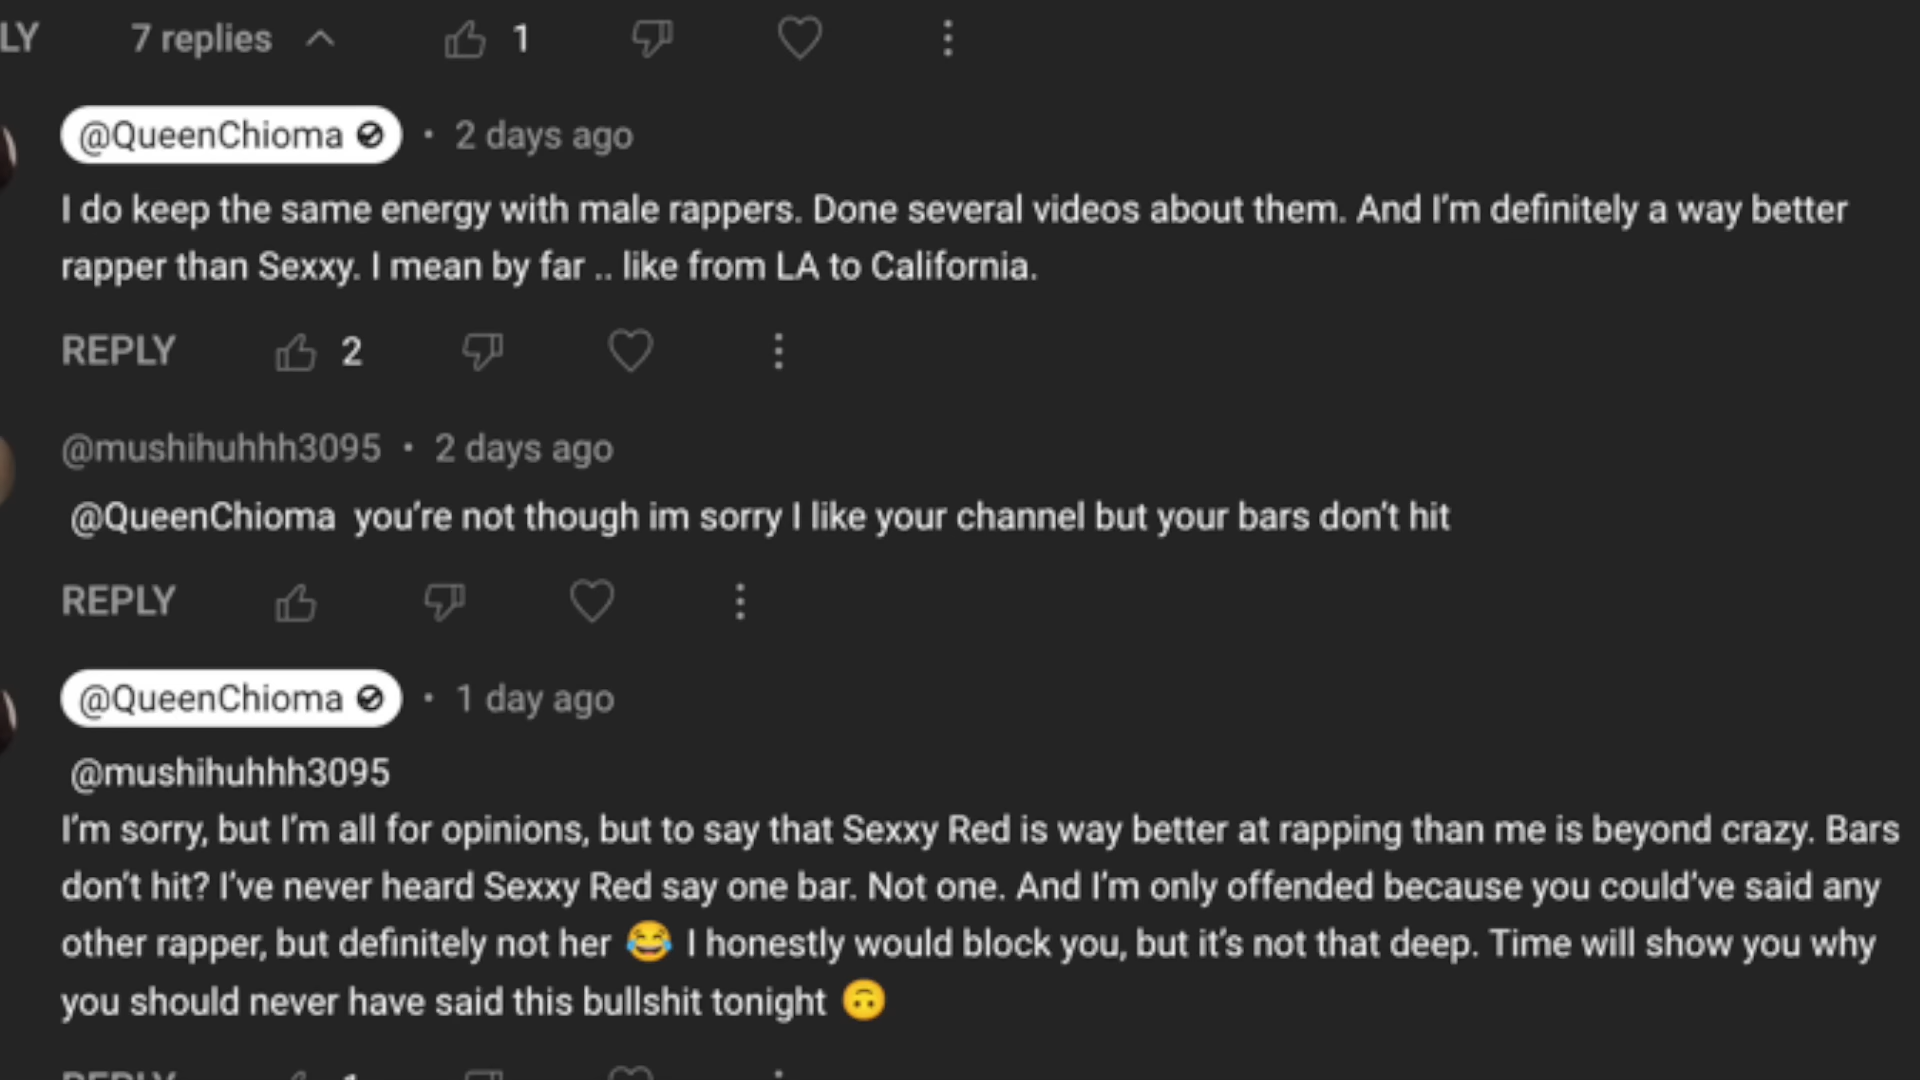 LY 7 replies 1
@QueenChioma • 2 days ago
I do keep the same energy with male rappers. Done several videos about them. And I'm definitely a way better
rapper than Sexxy. I mean by far .. like from LA to California.
REPLY 2
@mushihuhhh3095 • 2 days ago
@QueenChioma you're not though im sorry I like your channel but your bars don't hit
REPLY
@QueenChioma • 1 day ago
@mushihuhhh3095
I'm sorry, but I'm all for opinions, but to say that Sexxy Red is way better at rapping than me is beyond crazy. Bars
don't hit? I've never heard Sexxy Red say one bar. Not one. And I'm only offended because you could've said any
other rapper, but definitely not her 😂 I honestly would block you, but it's not that deep. Time will show you why
you should never have said this bullshit tonight 🙃
REPLY 1